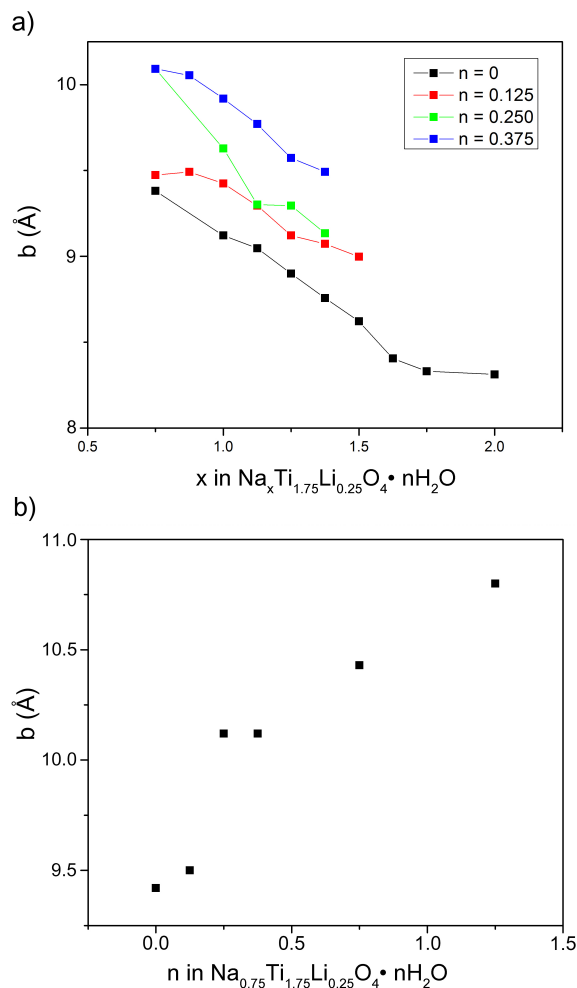 a)
10
9
8
b (Å)
n = 0
n = 0.125
n = 0.250
n = 0.375
0.5 1.0 1.5 2.0
x in NaₓTi₁.₇₅Li₀.₂₅O₄• nH₂O
b)
11.0
10.5
10.0
9.5
b (Å)
0.0 0.5 1.0 1.5
n in Na₀.₇₅Ti₁.₇₅Li₀.₂₅O₄• nH₂O